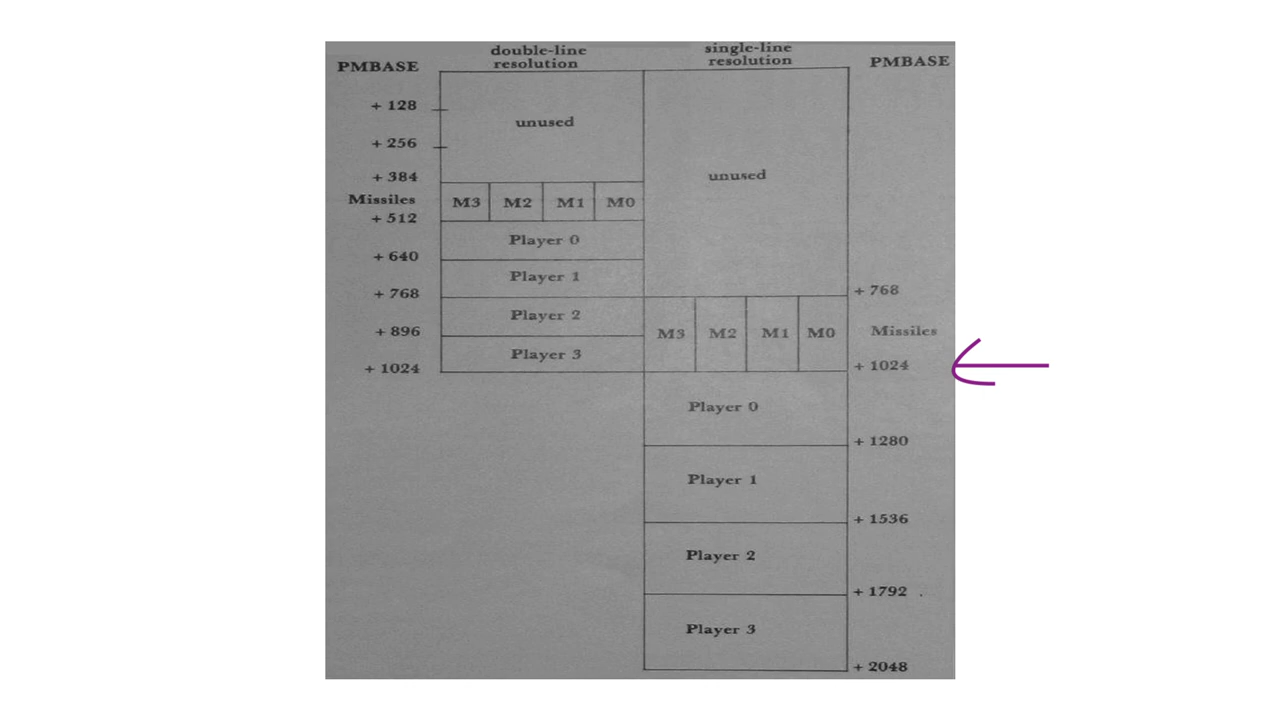 double-line
resolution
single-line
resolution
PMBASE
PMBASE
+ 128
unused
+ 256
+ 384
unused
Missiles
M3 M2 M1 M0
+ 512
Player 0
+ 640
Player 1
+ 768
+ 768
Player 2
+ 896
M3 M2 M1 M0
Missiles
Player 3
+ 1024
+ 1024
Player 0
+ 1280
Player 1
+ 1536
Player 2
+ 1792
Player 3
+ 2048